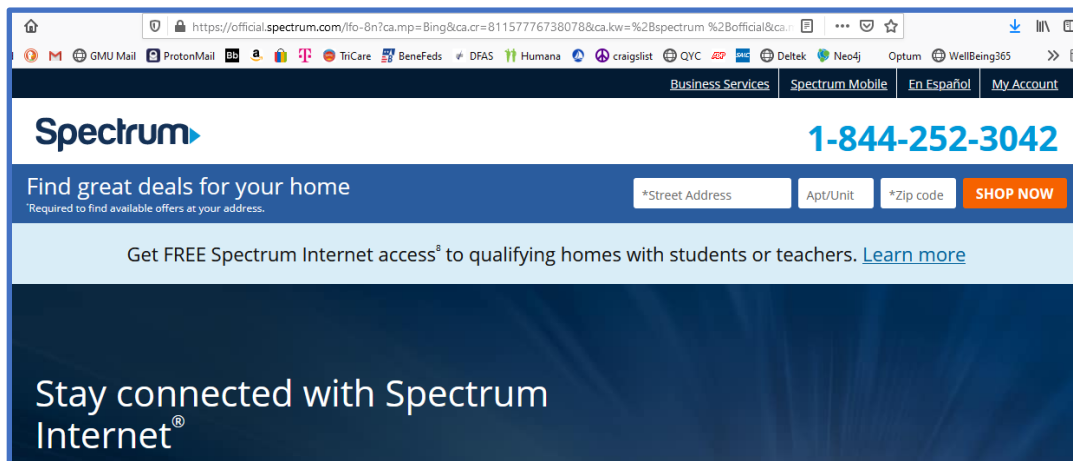 https://official.spectrum.com/lfo-8n?ca.mp=Bing&ca.cr=81157776738078&ca.kw=%2Bspectrum %2Bofficial&ca.
GMU Mail ProtonMail Bb a TriCare BeneFeds DFAS Humana craigslist QYC Deltek Neo4j Optum WellBeing365
Business Services Spectrum Mobile En Español My Account
Spectrum
1-844-252-3042
Find great deals for your home
*Required to find available offers at your address.
*Street Address Apt/Unit *Zip code SHOP NOW
Get FREE Spectrum Internet access⁸ to qualifying homes with students or teachers. Learn more
Stay connected with Spectrum
Internet®